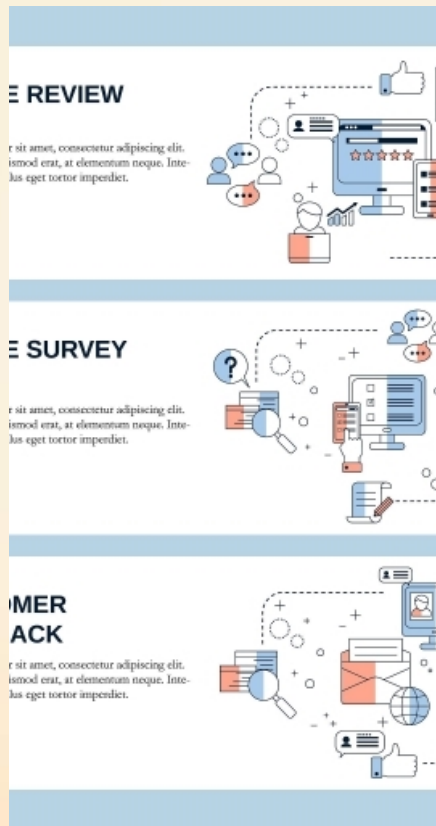 E REVIEW
r sit amet, consectetur adipiscing elit.
ismod erat, at elementum neque. Inte-
lus eget tortor imperdiet.
?
E SURVEY
r sit amet, consectetur adipiscing elit.
ismod erat, at elementum neque. Inte-
lus eget tortor imperdiet.
OMER
ACK
r sit amet, consectetur adipiscing elit.
ismod erat, at elementum neque. Inte-
lus eget tortor imperdiet.